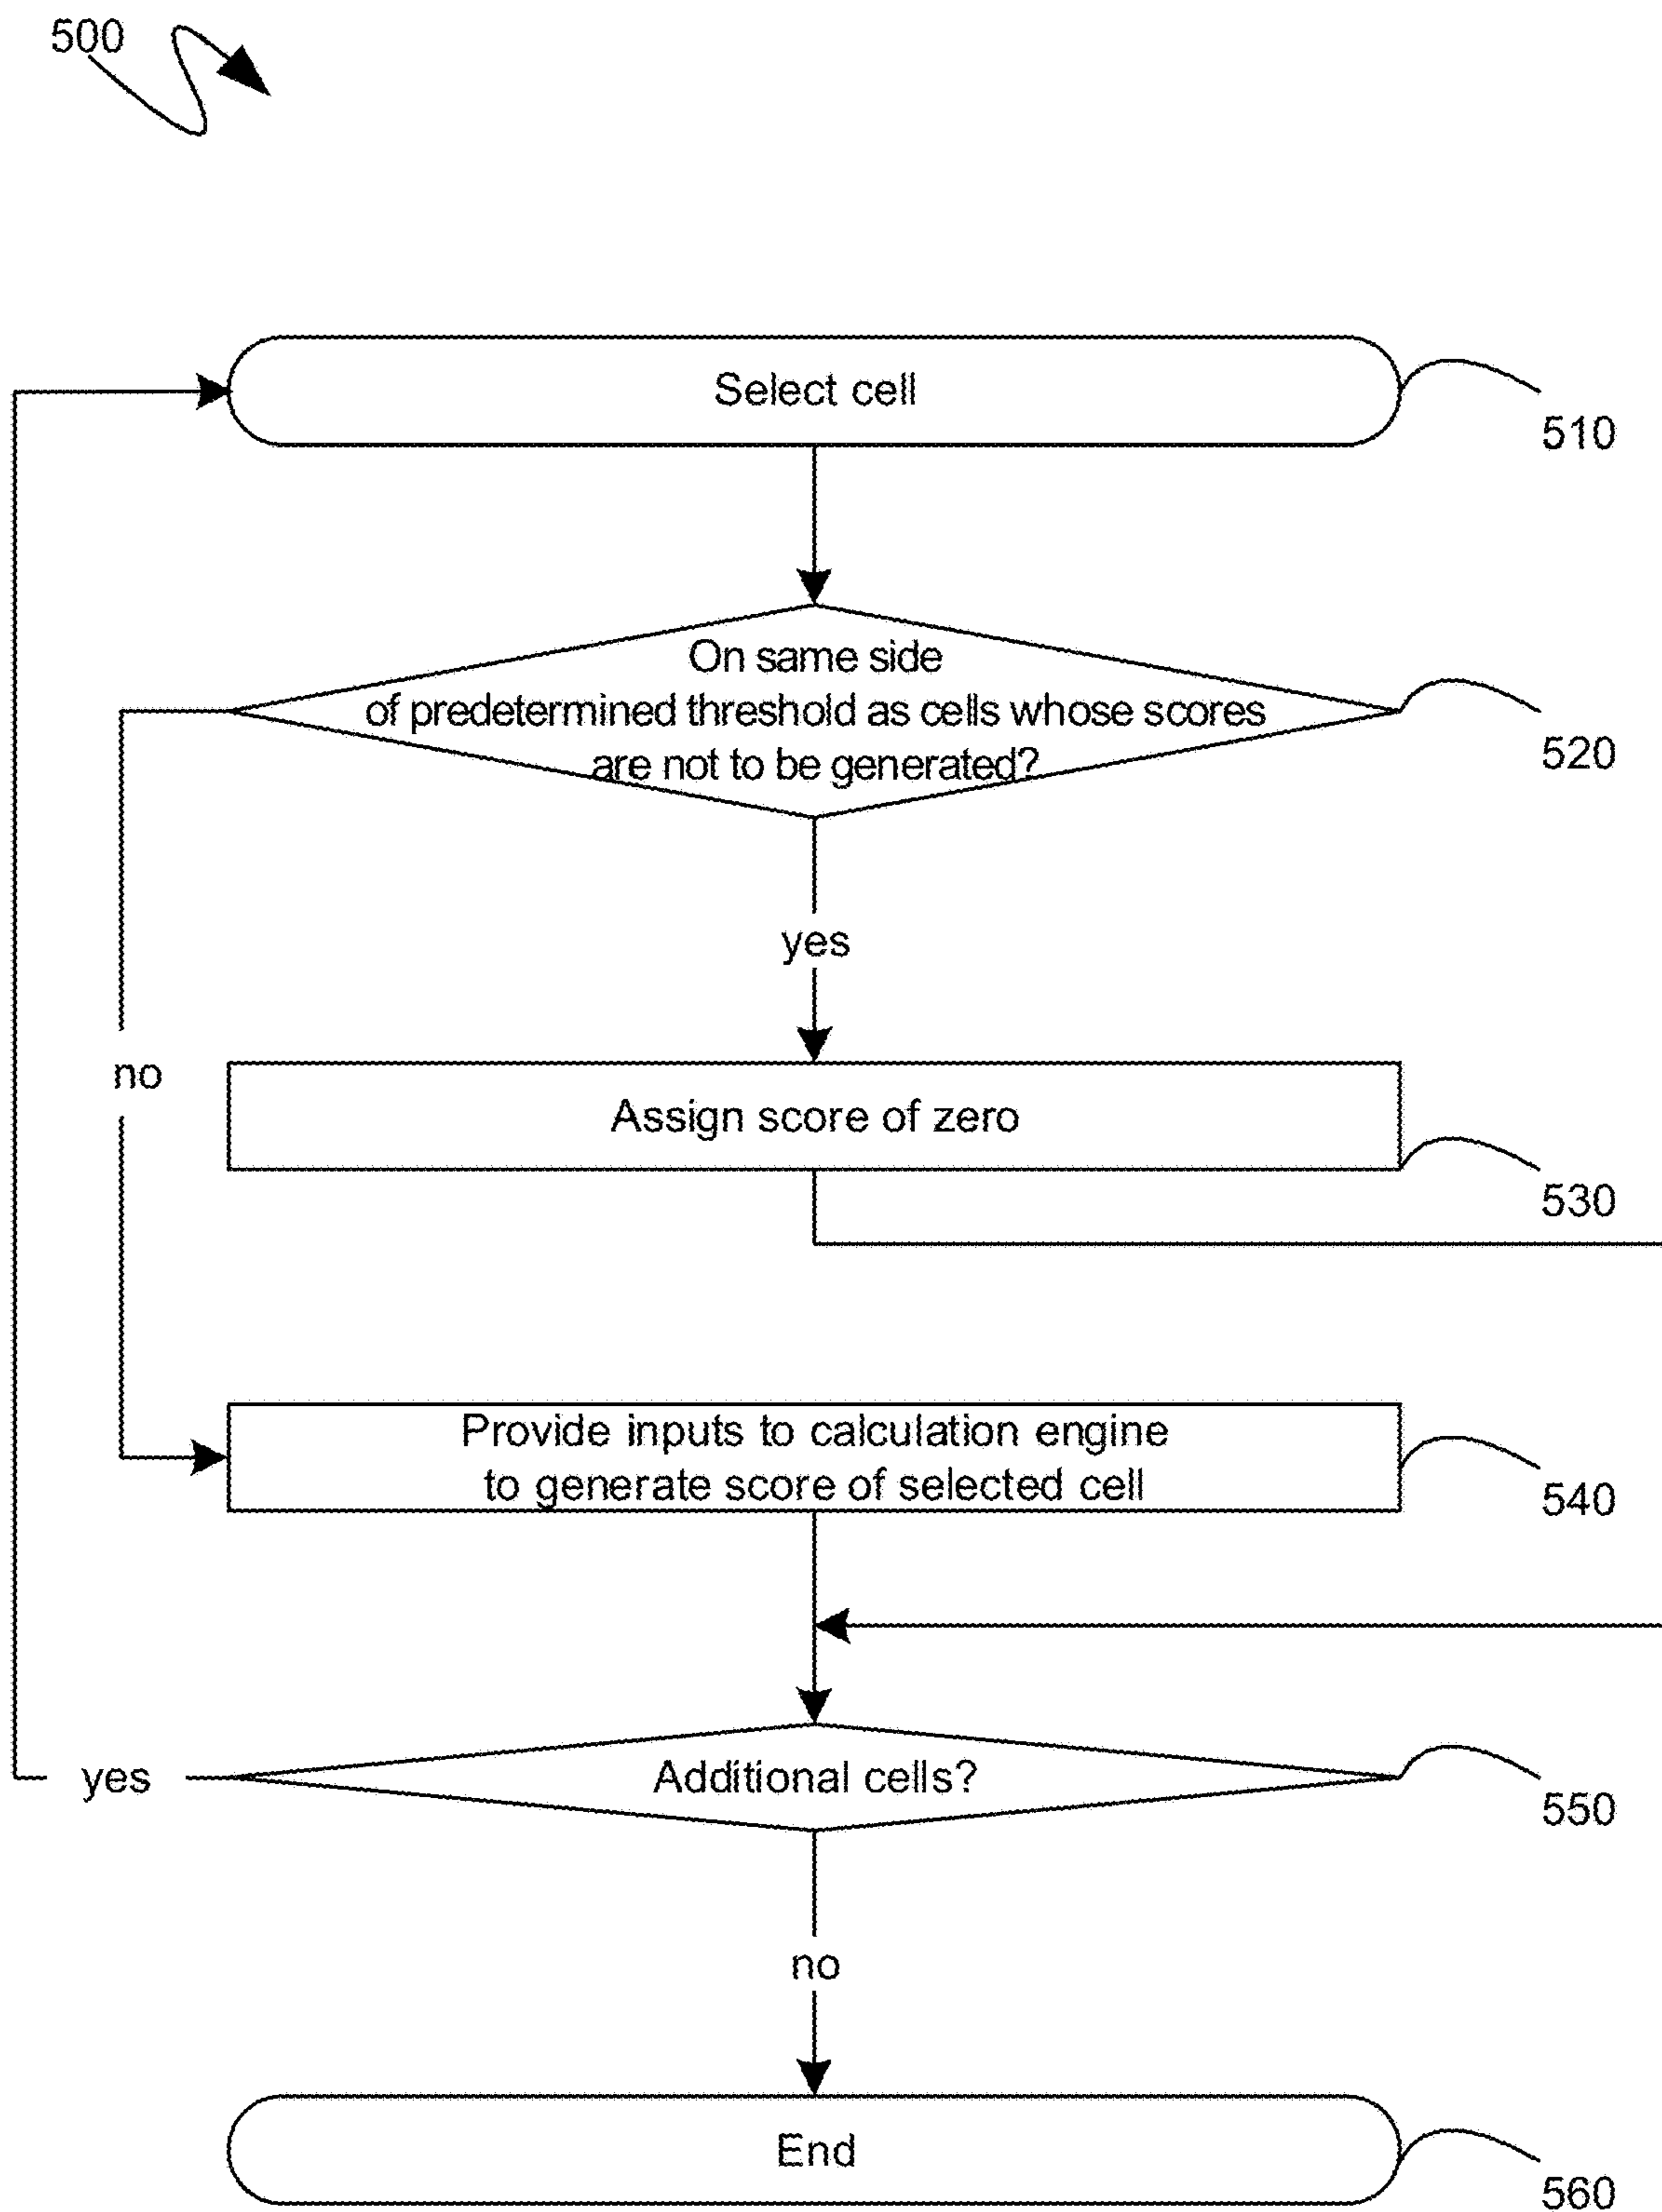 500
Select cell
510
On same side
of predetermined threshold as cells whose scores
are not to be generated?
520
yes
no
Assign score of zero
530
Provide inputs to calculation engine
to generate score of selected cell
540
Additional cells?
yes
550
no
End
560